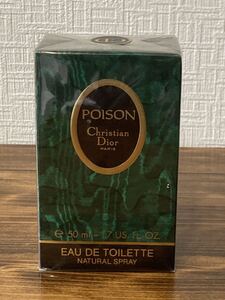 POISON
Christian
Dior
PARIS
℮ 50 ml - 1.7 US. FL. OZ.
EAU DE TOILETTE
NATURAL SPRAY